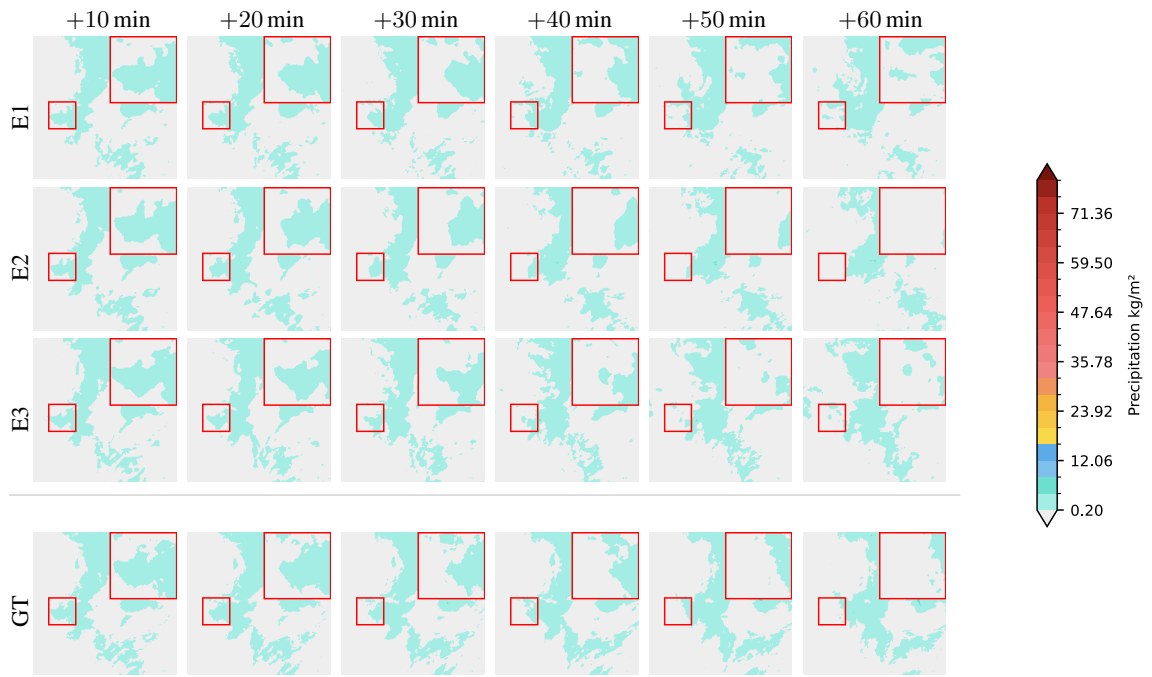 +10 min +20 min +30 min +40 min +50 min +60 min
E1
E2
E3
GT
71.36
59.50
47.64
35.78
23.92
12.06
0.20
Precipitation kg/m²